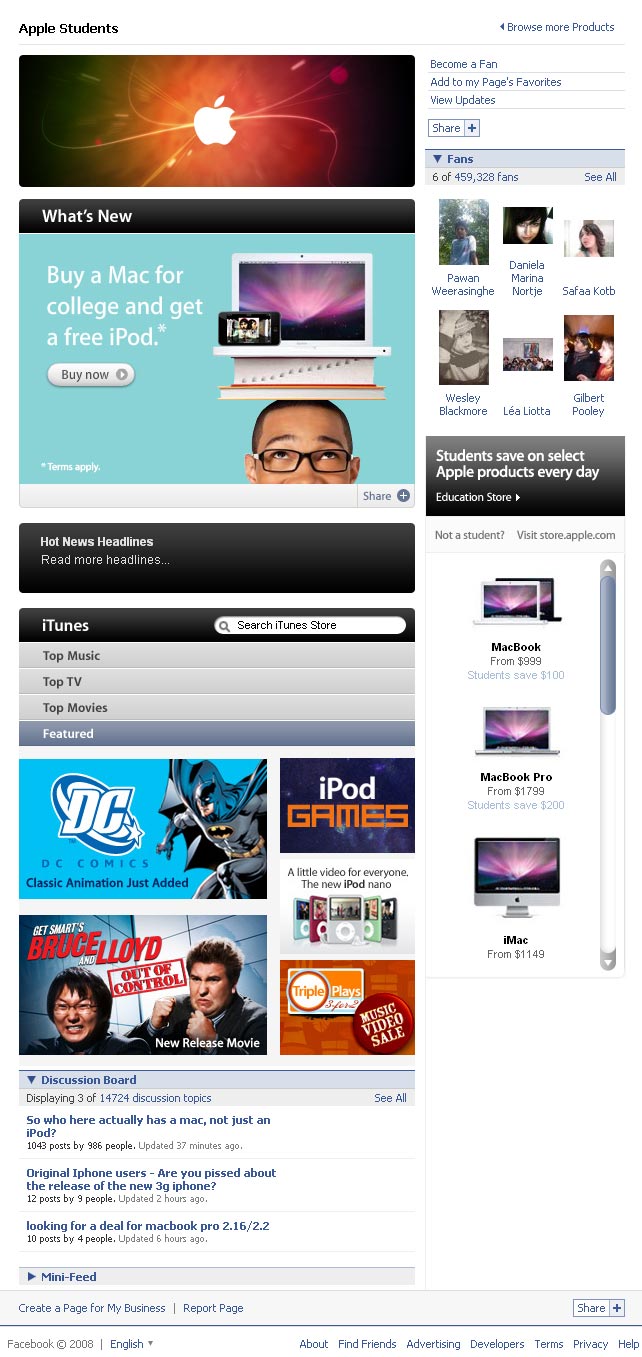 Apple Students
Browse more Products
What's New
Buy a Mac for
college and get
a free iPod.*
Buy now
* Terms apply.
Share
Hot News Headlines
Read more headlines...
iTunes
Search iTunes Store
Top Music
Top TV
Top Movies
Featured
DC
TM
DC COMICS
Classic Animation Just Added
iPod
GAMES
A little video for everyone.
The new iPod nano
GET SMART'S
BRUCE AND LLOYD
OUT OF
CONTROL
New Release Movie
Triple Plays
3 for 2
MUSIC
VIDEO
SALE
Discussion Board
Displaying 3 of 14724 discussion topics
See All
So who here actually has a mac, not just an
iPod?
1043 posts by 986 people. Updated 37 minutes ago.
Original Iphone users - Are you pissed about
the release of the new 3g iphone?
12 posts by 9 people. Updated 2 hours ago.
looking for a deal for macbook pro 2.16/2.2
10 posts by 4 people. Updated 6 hours ago.
Mini-Feed
Become a Fan
Add to my Page's Favorites
View Updates
Share +
Fans
6 of 459,328 fans
See All
Pawan
Weerasinghe
Daniela
Marina
Nortje
Safaa Kotb
Wesley
Blackmore
Léa Liotta
Gilbert
Pooley
Students save on select
Apple products every day
Education Store
Not a student? Visit store.apple.com
MacBook
From $999
Students save $100
MacBook Pro
From $1799
Students save $200
iMac
From $1149
Create a Page for My Business | Report Page
Share +
Facebook © 2008 | English
About Find Friends Advertising Developers Terms Privacy Help